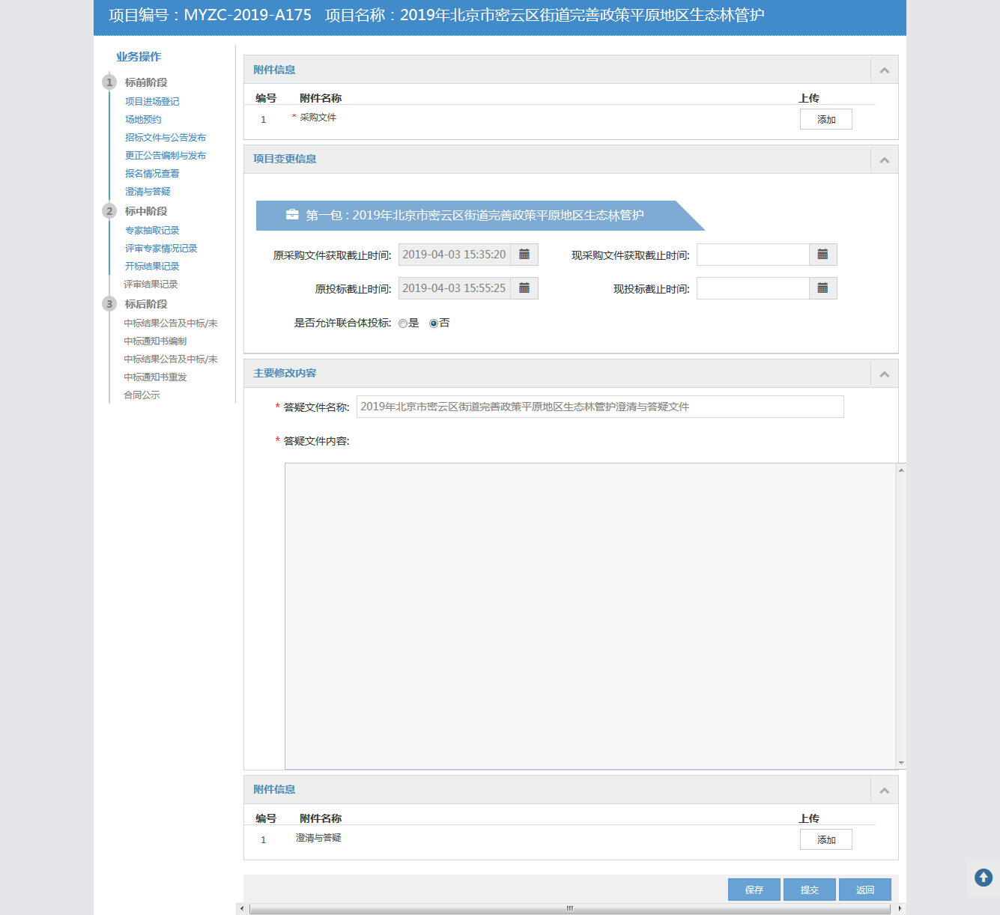 项目编号：MYZC-2019-A175 项目名称：2019年北京市密云区街道完善政策平原地区生态林管护
业务操作
1 标前阶段
项目进场登记
场地预约
招标文件与公告发布
更正公告编制与发布
报名情况查看
澄清与答疑
2 标中阶段
专家抽取记录
评审专家情况记录
开标结果记录
评审结果记录
3 标后阶段
中标结果公告及中标/未
中标通知书编制
中标结果公告及中标/未
中标通知书重发
合同公示
附件信息
编号 附件名称 上传
1 * 采购文件 添加
项目变更信息
第一包 : 2019年北京市密云区街道完善政策平原地区生态林管护
原采购文件获取截止时间: 2019-04-03 15:35:20 现采购文件获取截止时间:
原投标截止时间: 2019-04-03 15:55:25 现投标截止时间:
是否允许联合体投标: 是 否
主要修改内容
* 答疑文件名称: 2019年北京市密云区街道完善政策平原地区生态林管护澄清与答疑文件
* 答疑文件内容:
附件信息
编号 附件名称 上传
1 澄清与答疑 添加
保存 提交 返回